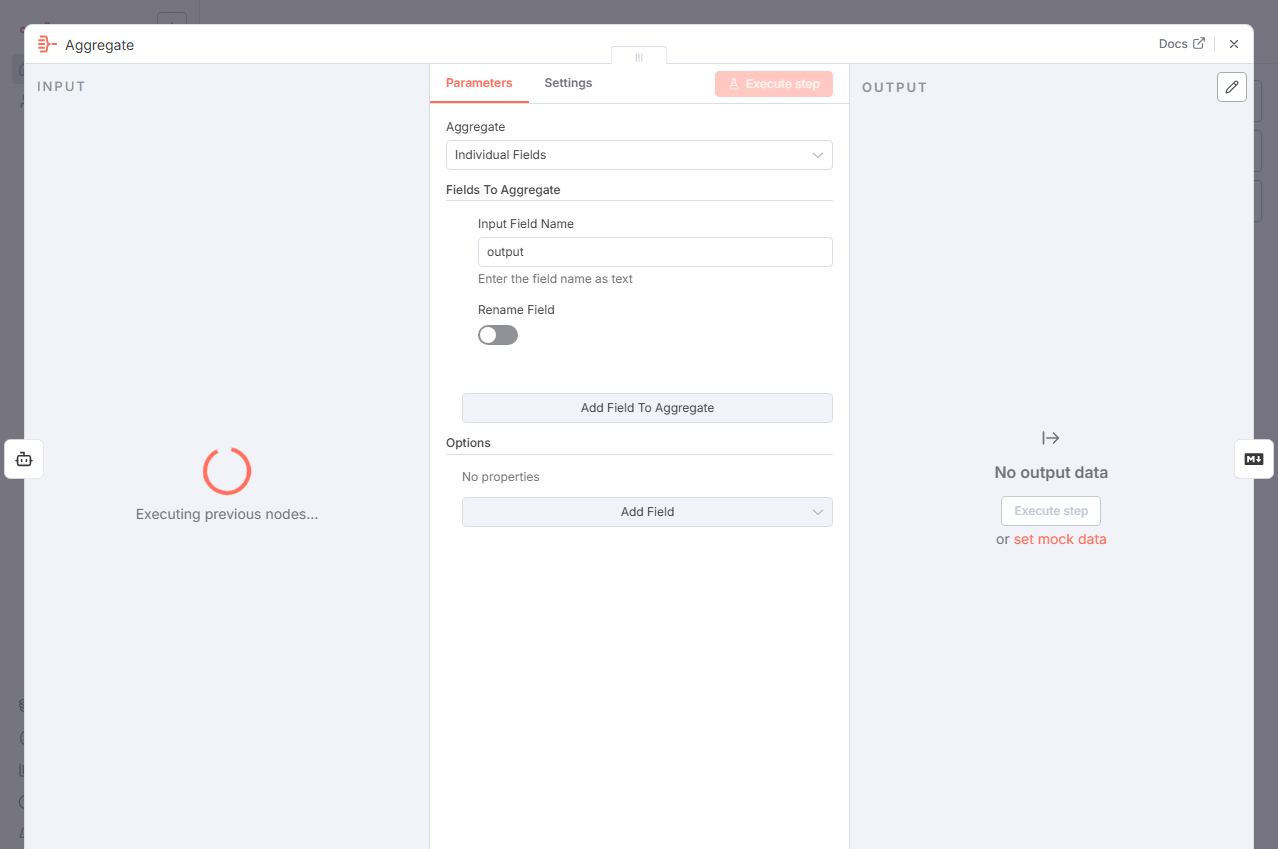 Aggregate
Docs
INPUT
Parameters
Settings
Execute step
OUTPUT
Aggregate
Individual Fields
Fields To Aggregate
Input Field Name
output
Enter the field name as text
Rename Field
Add Field To Aggregate
Options
No properties
Add Field
Executing previous nodes...
No output data
Execute step
or set mock data
M